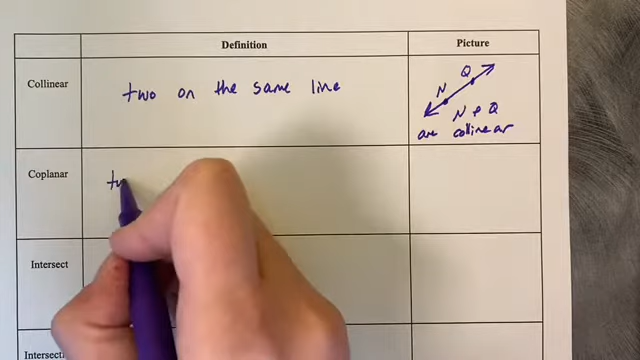 Definition Picture
Collinear two on the same line
Q
N
N & Q
are collinear
Coplanar
Intersect